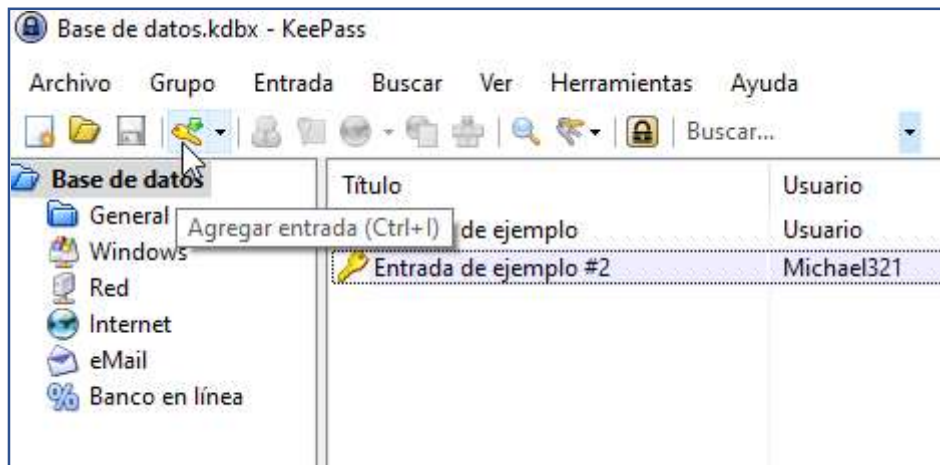 Base de datos.kdbx - KeePass
Archivo Grupo Entrada Buscar Ver Herramientas Ayuda
Buscar...
Base de datos
General
Windows
Red
Internet
eMail
Banco en línea
Agregar entrada (Ctrl+I)
Título Usuario
de ejemplo Usuario
Entrada de ejemplo #2 Michael321